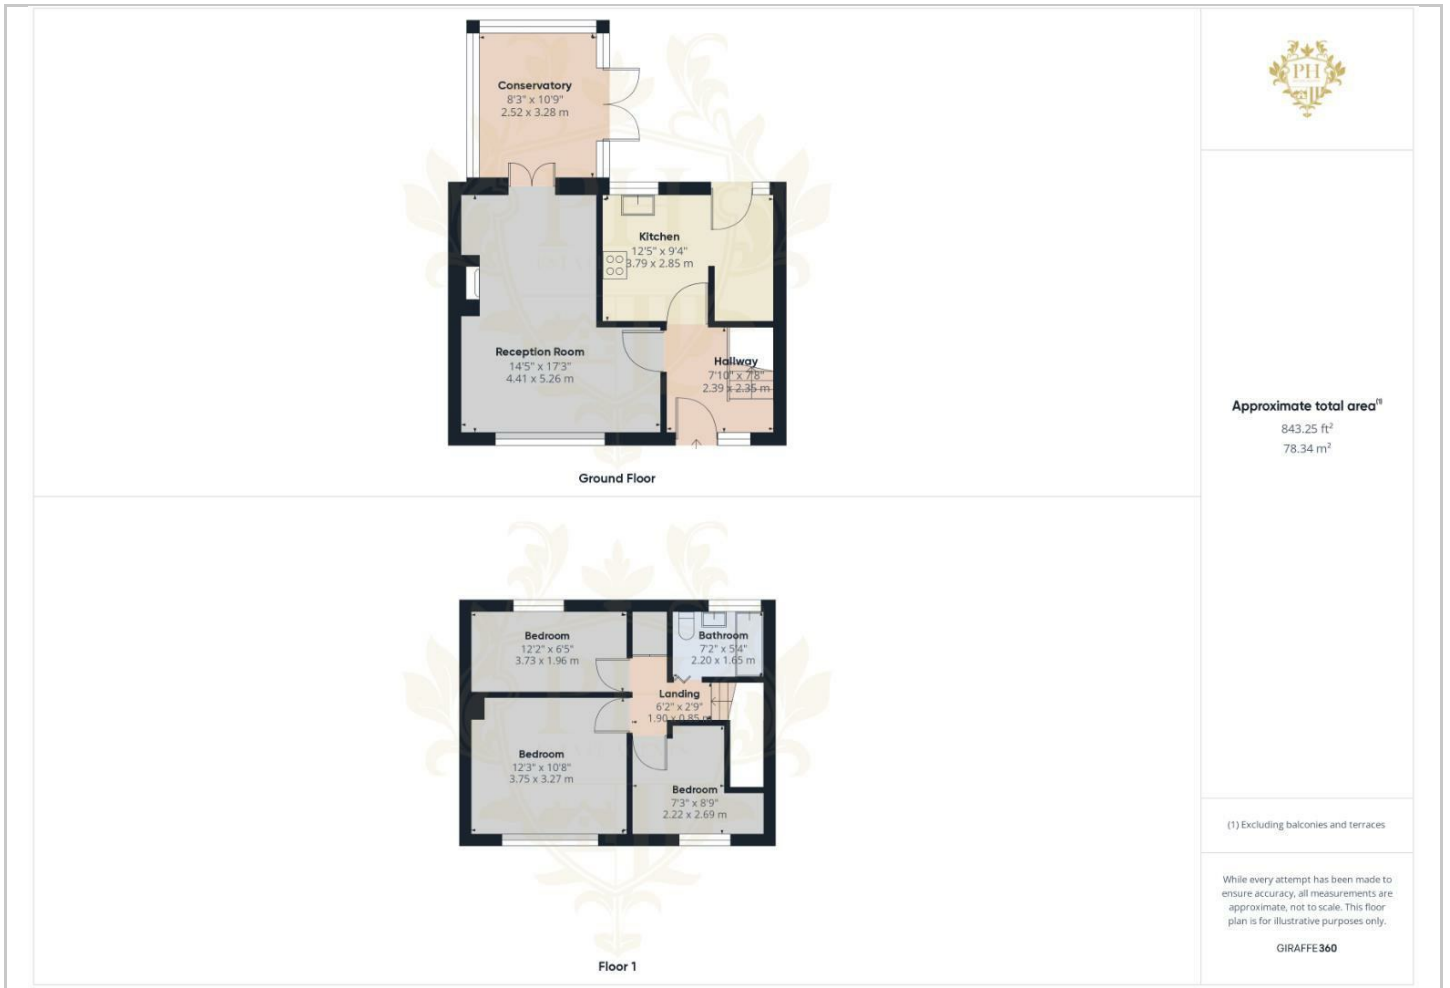 Conservatory
8'3" x 10'9"
2.52 x 3.28 m
Kitchen
12'5" x 9'4"
3.79 x 2.85 m
Reception Room
14'5" x 17'3"
4.41 x 5.26 m
Hallway
7'10" x 7'8"
2.39 x 2.35 m
Ground Floor
Bedroom
12'2" x 6'5"
3.73 x 1.96 m
Bathroom
7'2" x 5'4"
2.20 x 1.65 m
Landing
6'2" x 2'9"
1.90 x 0.85 m
Bedroom
12'3" x 10'8"
3.75 x 3.27 m
Bedroom
7'3" x 8'9"
2.22 x 2.69 m
Floor 1
PH
Approximate total area⁽¹⁾
843.25 ft²
78.34 m²
(1) Excluding balconies and terraces
While every attempt has been made to
ensure accuracy, all measurements are
approximate, not to scale. This floor
plan is for illustrative purposes only.
GIRAFFE360